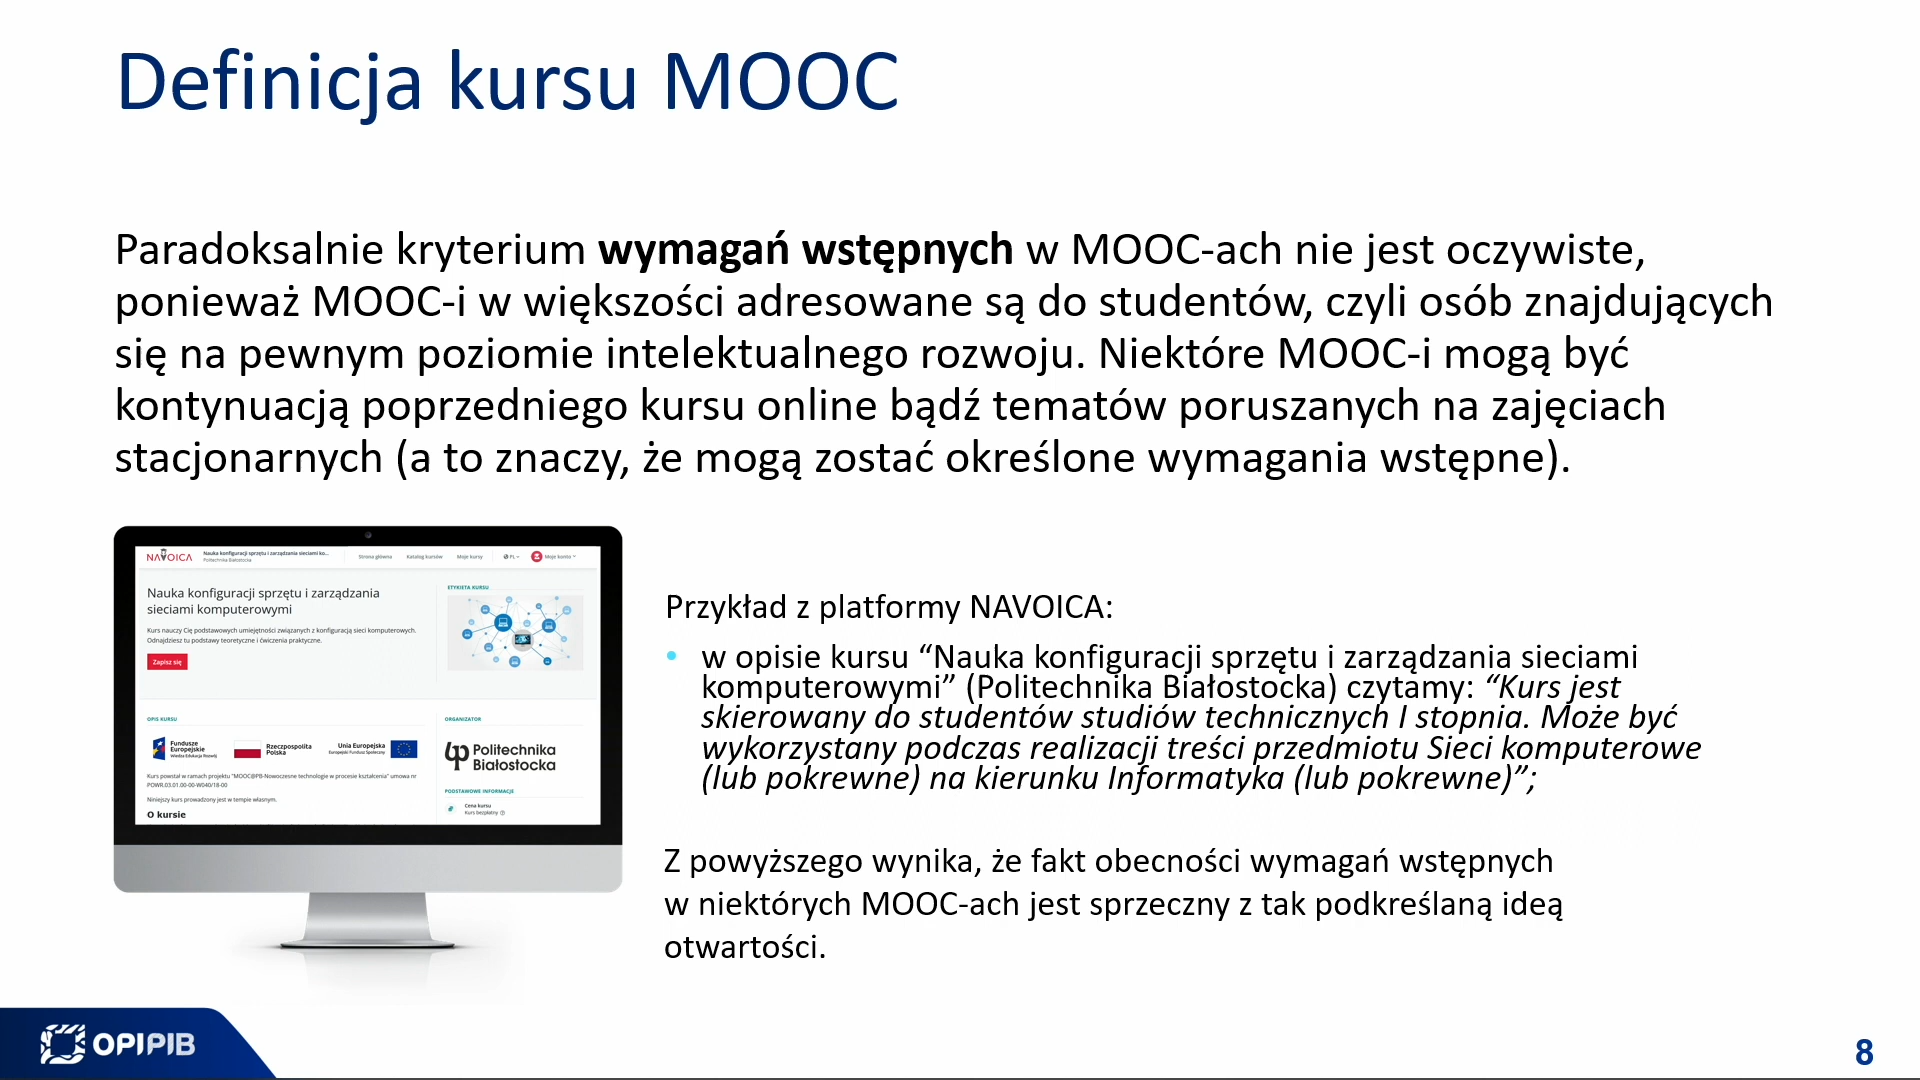 Definicja kursu MOOC
Paradoksalnie kryterium wymagań wstępnych w MOOC-ach nie jest oczywiste,
ponieważ MOOC-i w większości adresowane są do studentów, czyli osób znajdujących
się na pewnym poziomie intelektualnego rozwoju. Niektóre MOOC-i mogą być
kontynuacją poprzedniego kursu online bądź tematów poruszanych na zajęciach
stacjonarnych (a to znaczy, że mogą zostać określone wymagania wstępne).
NAVOICA
Nauka konfiguracji sprzętu i zarządzania sieciami ko...
Politechnika Białostocka
Strona główna
Katalog kursów
Moje kursy
PL
Moje konto
Nauka konfiguracji sprzętu i zarządzania
sieciami komputerowymi
Kurs nauczy Cię podstawowych umiejętności związanych z konfiguracją sieci komputerowych.
Odnajdziesz tu podstawy teoretyczne i ćwiczenia praktyczne.
Zapisz się
ETYKIETA KURSU
OPIS KURSU
Fundusze
Europejskie
Wiedza Edukacja Rozwój
Rzeczpospolita
Polska
Unia Europejska
Europejski Fundusz Społeczny
Kurs powstał w ramach projektu "MOOC@PB-Nowoczesne technologie w procesie kształcenia" umowa nr
POWR.03.01.00-00-W040/18-00
Niniejszy kurs prowadzony jest w tempie własnym.
O kursie
ORGANIZATOR
Politechnika
Białostocka
PODSTAWOWE INFORMACJE
Cena kursu
Kurs bezpłatny
Przykład z platformy NAVOICA:
• w opisie kursu “Nauka konfiguracji sprzętu i zarządzania sieciami
komputerowymi” (Politechnika Białostocka) czytamy: “Kurs jest
skierowany do studentów studiów technicznych I stopnia. Może być
wykorzystany podczas realizacji treści przedmiotu Sieci komputerowe
(lub pokrewne) na kierunku Informatyka (lub pokrewne)”;
Z powyższego wynika, że fakt obecności wymagań wstępnych
w niektórych MOOC-ach jest sprzeczny z tak podkreślaną ideą
otwartości.
OPIPIB
8